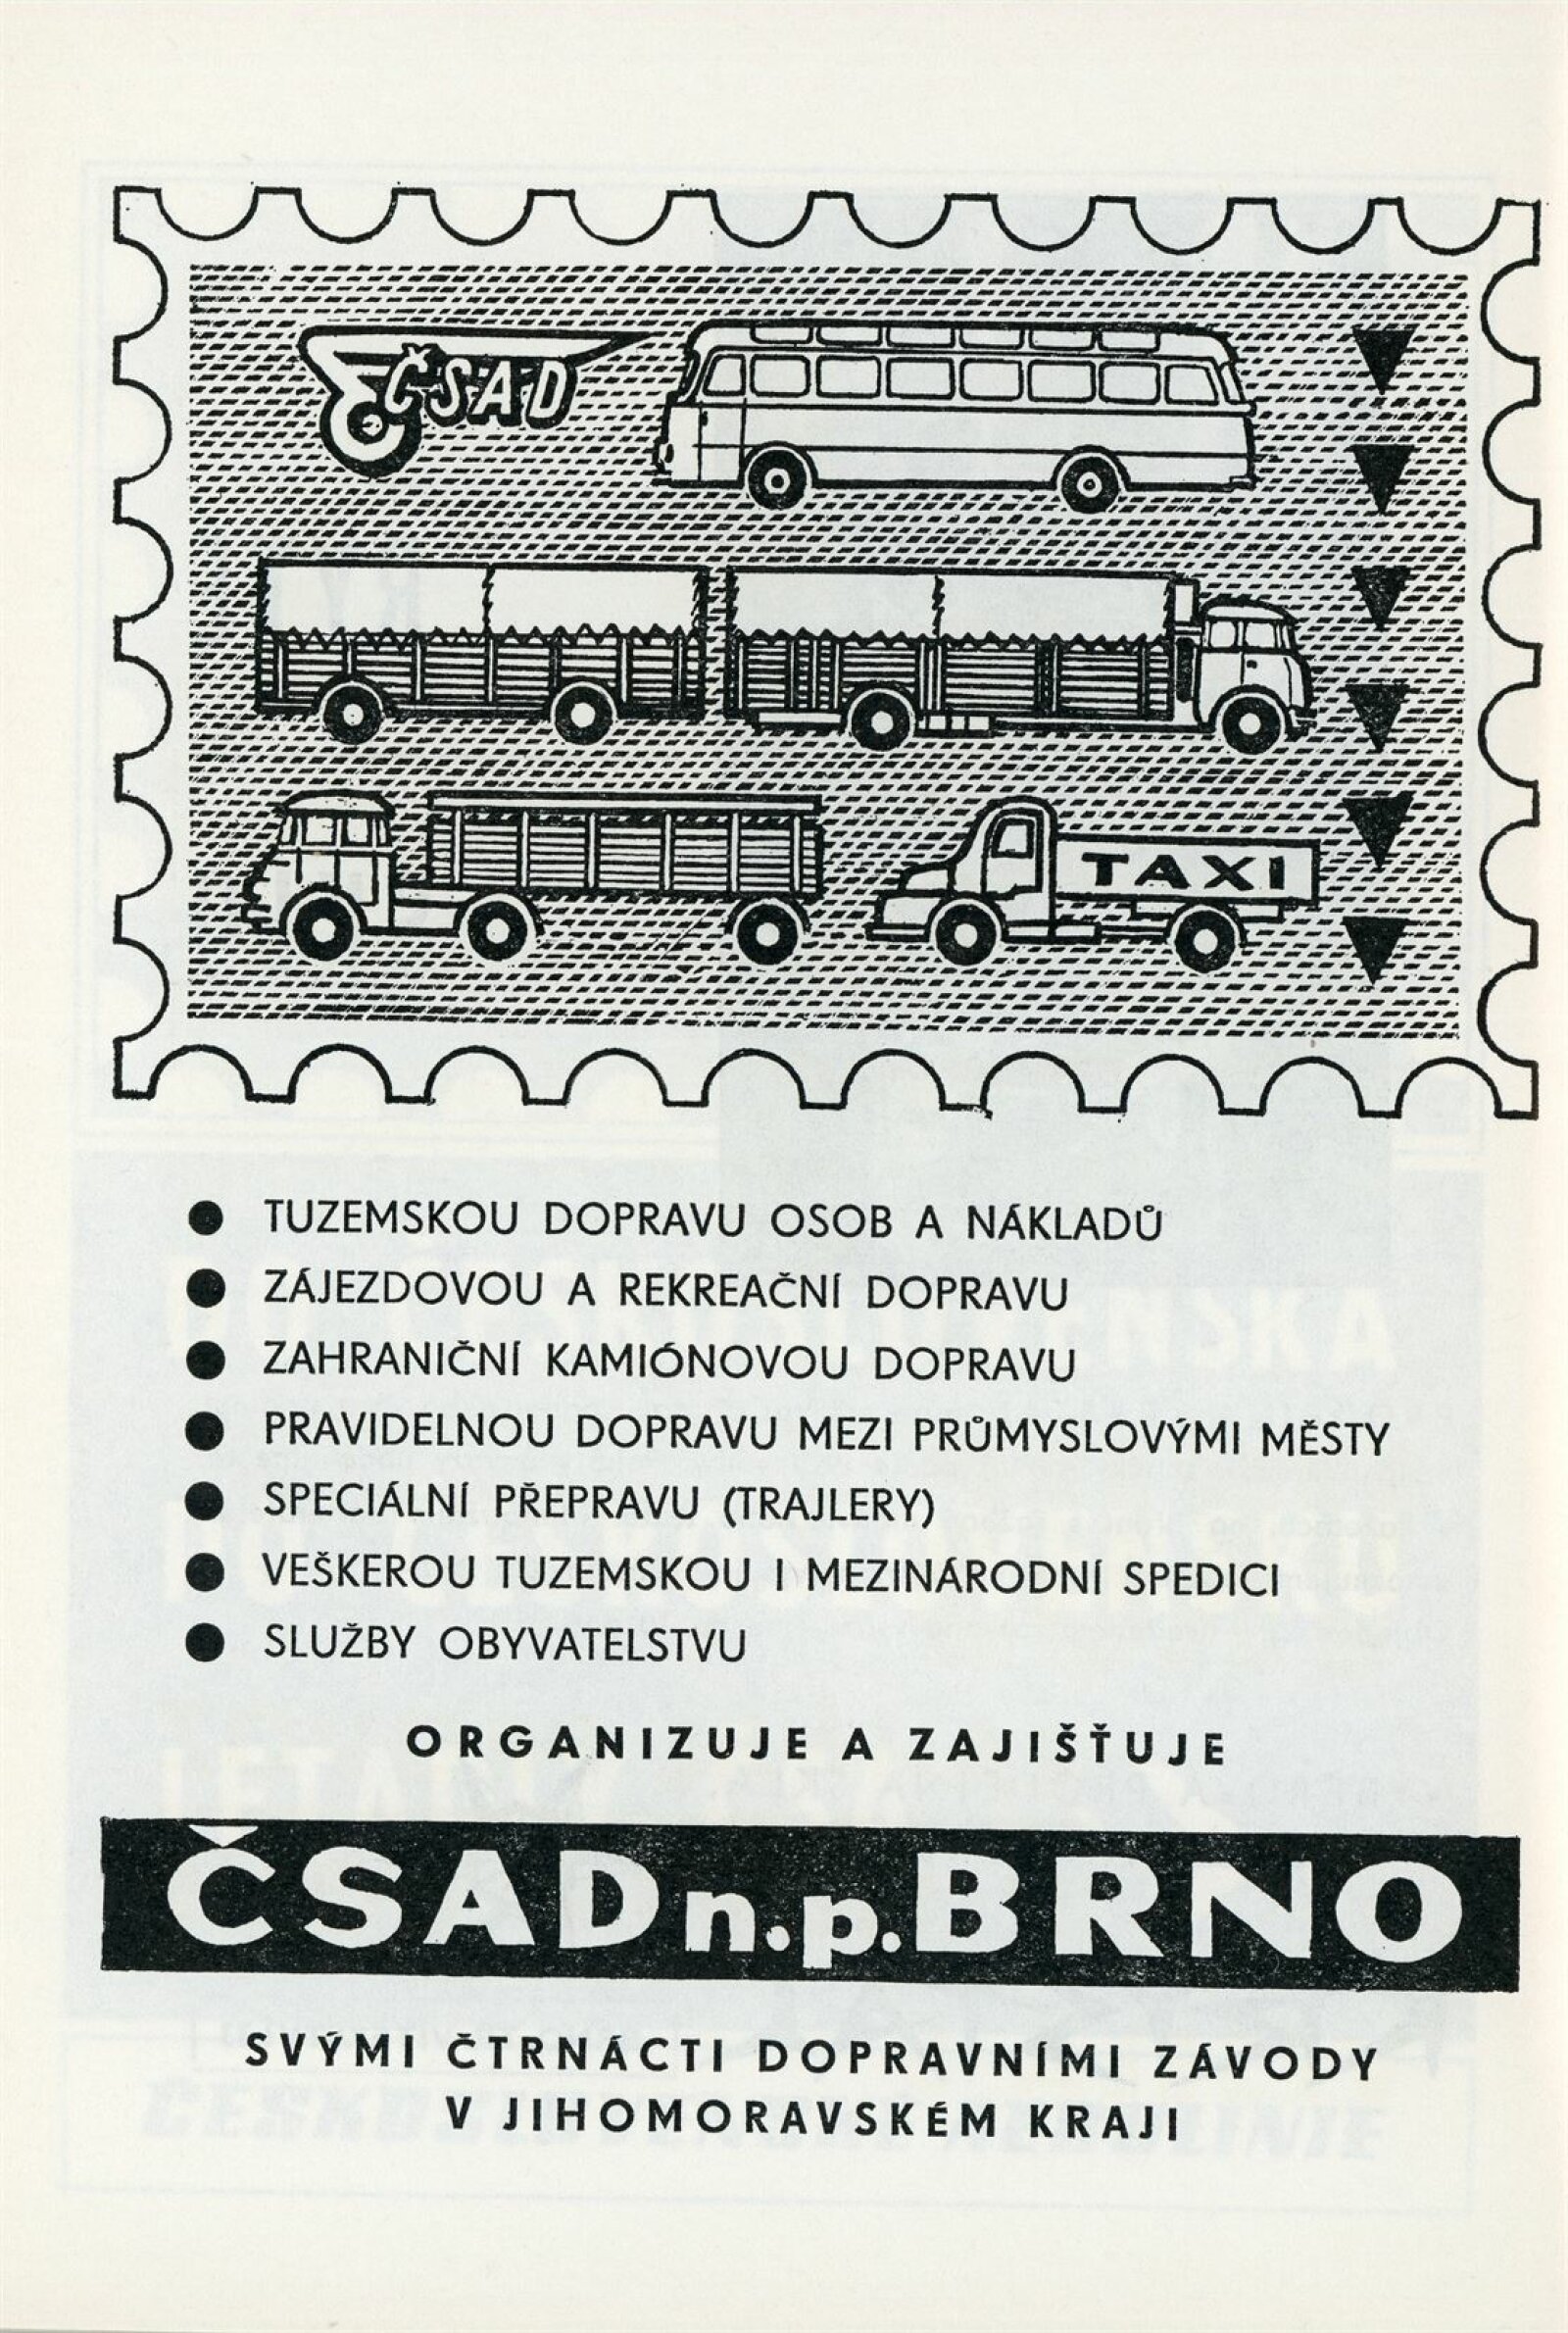 ČSAD
TAXI
● TUZEMSKOU DOPRAVU OSOB A NÁKLADŮ
● ZÁJEZDOVOU A REKREAČNÍ DOPRAVU
● ZAHRANIČNÍ KAMIÓNOVOU DOPRAVU
● PRAVIDELNOU DOPRAVU MEZI PRŮMYSLOVÝMI MĚSTY
● SPECIÁLNÍ PŘEPRAVU (TRAJLERY)
● VEŠKEROU TUZEMSKOU I MEZINÁRODNÍ SPEDICI
● SLUŽBY OBYVATELSTVU
ORGANIZUJE A ZAJIŠŤUJE
ČSAD n.p. BRNO
SVÝMI ČTRNÁCTI DOPRAVNÍMI ZÁVODY
V JIHOMORAVSKÉM KRAJI